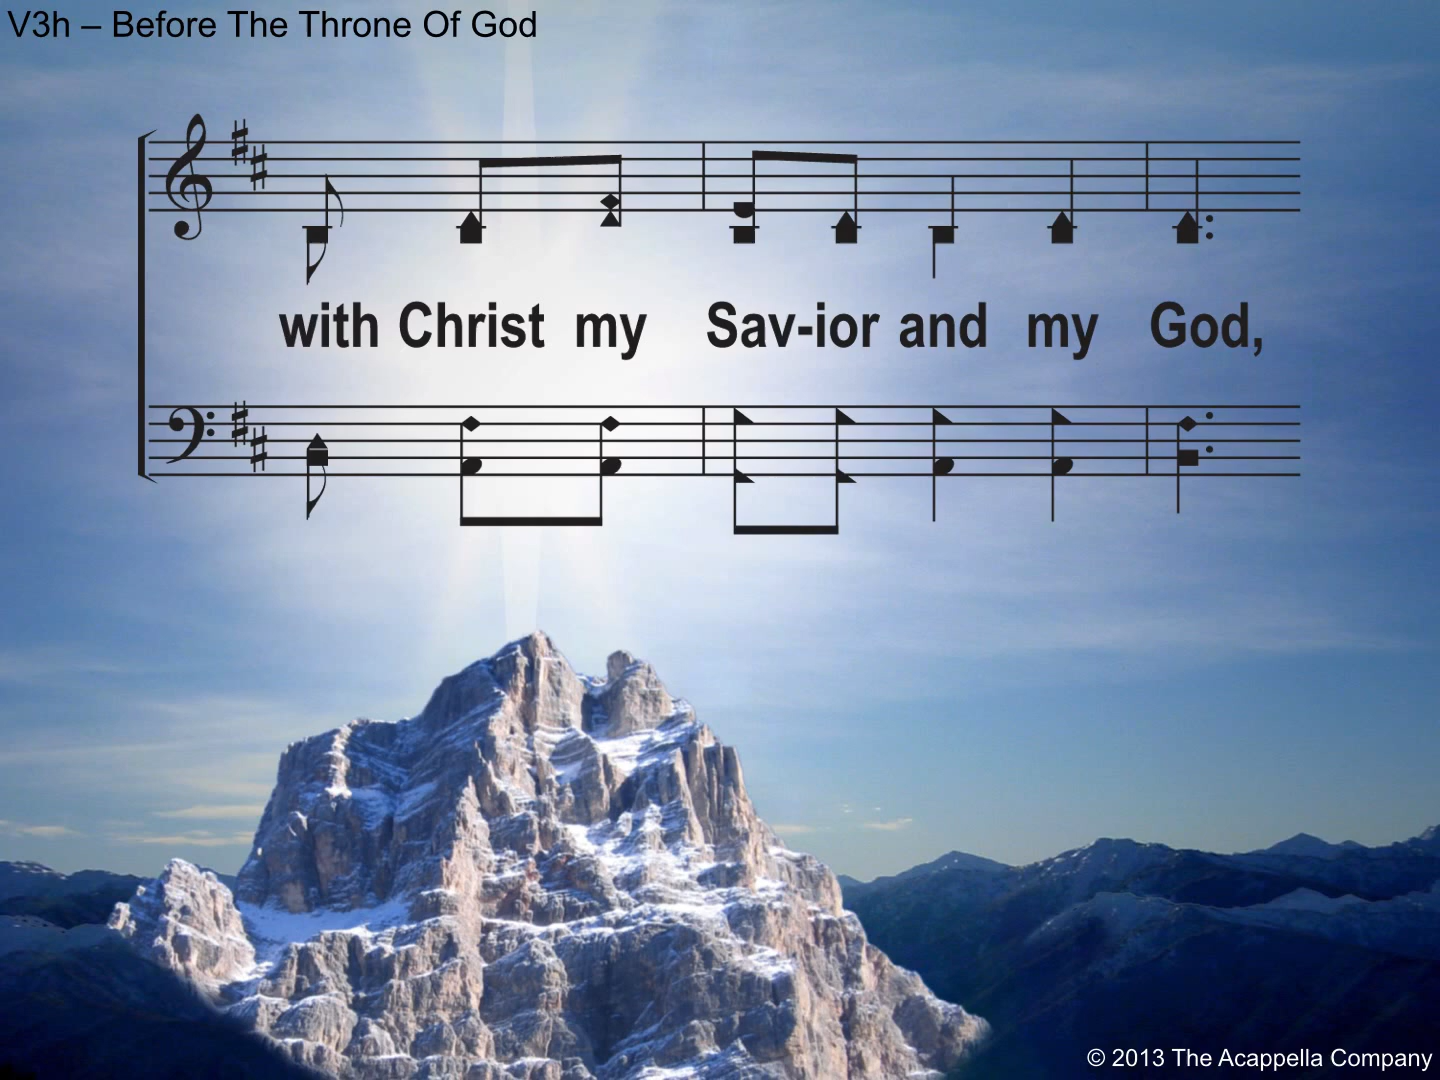 V3h – Before The Throne Of God
with Christ my Sav-ior and my God,
© 2013 The Acappella Company